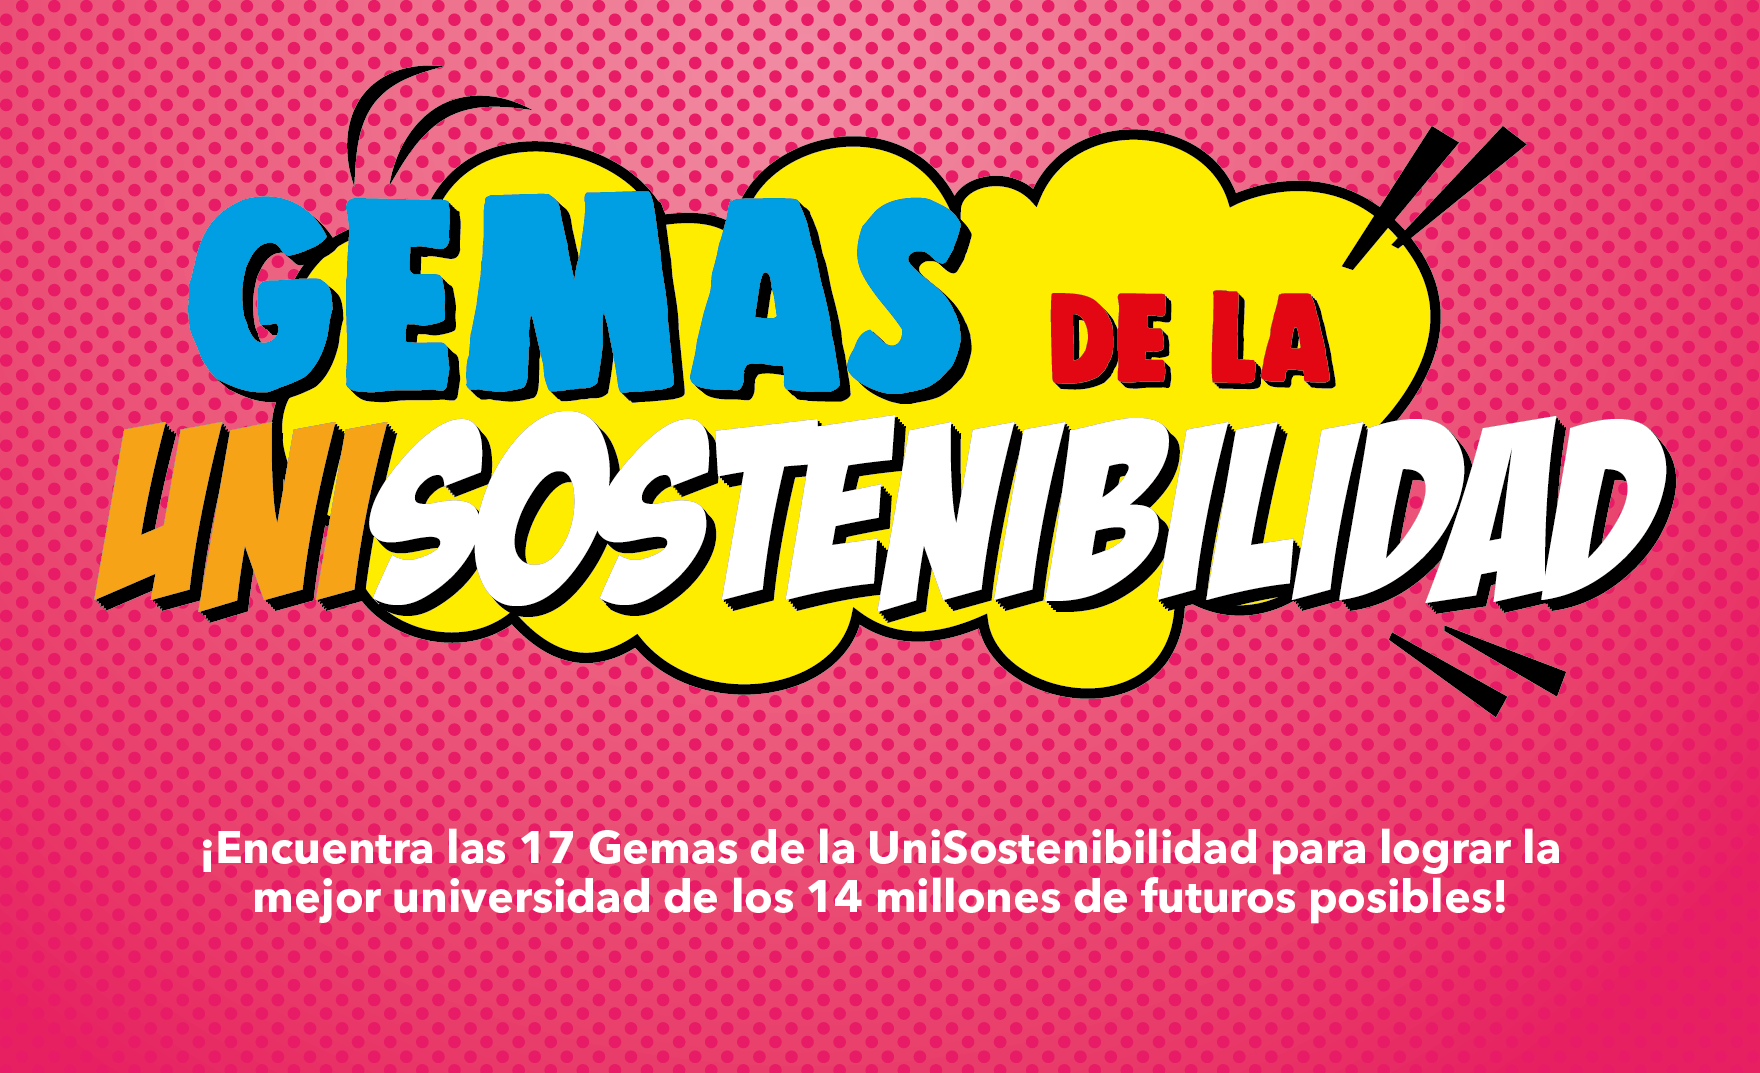 GEMAS DE LA
UNISOSTENIBILIDAD
¡Encuentra las 17 Gemas de la UniSostenibilidad para lograr la
mejor universidad de los 14 millones de futuros posibles!